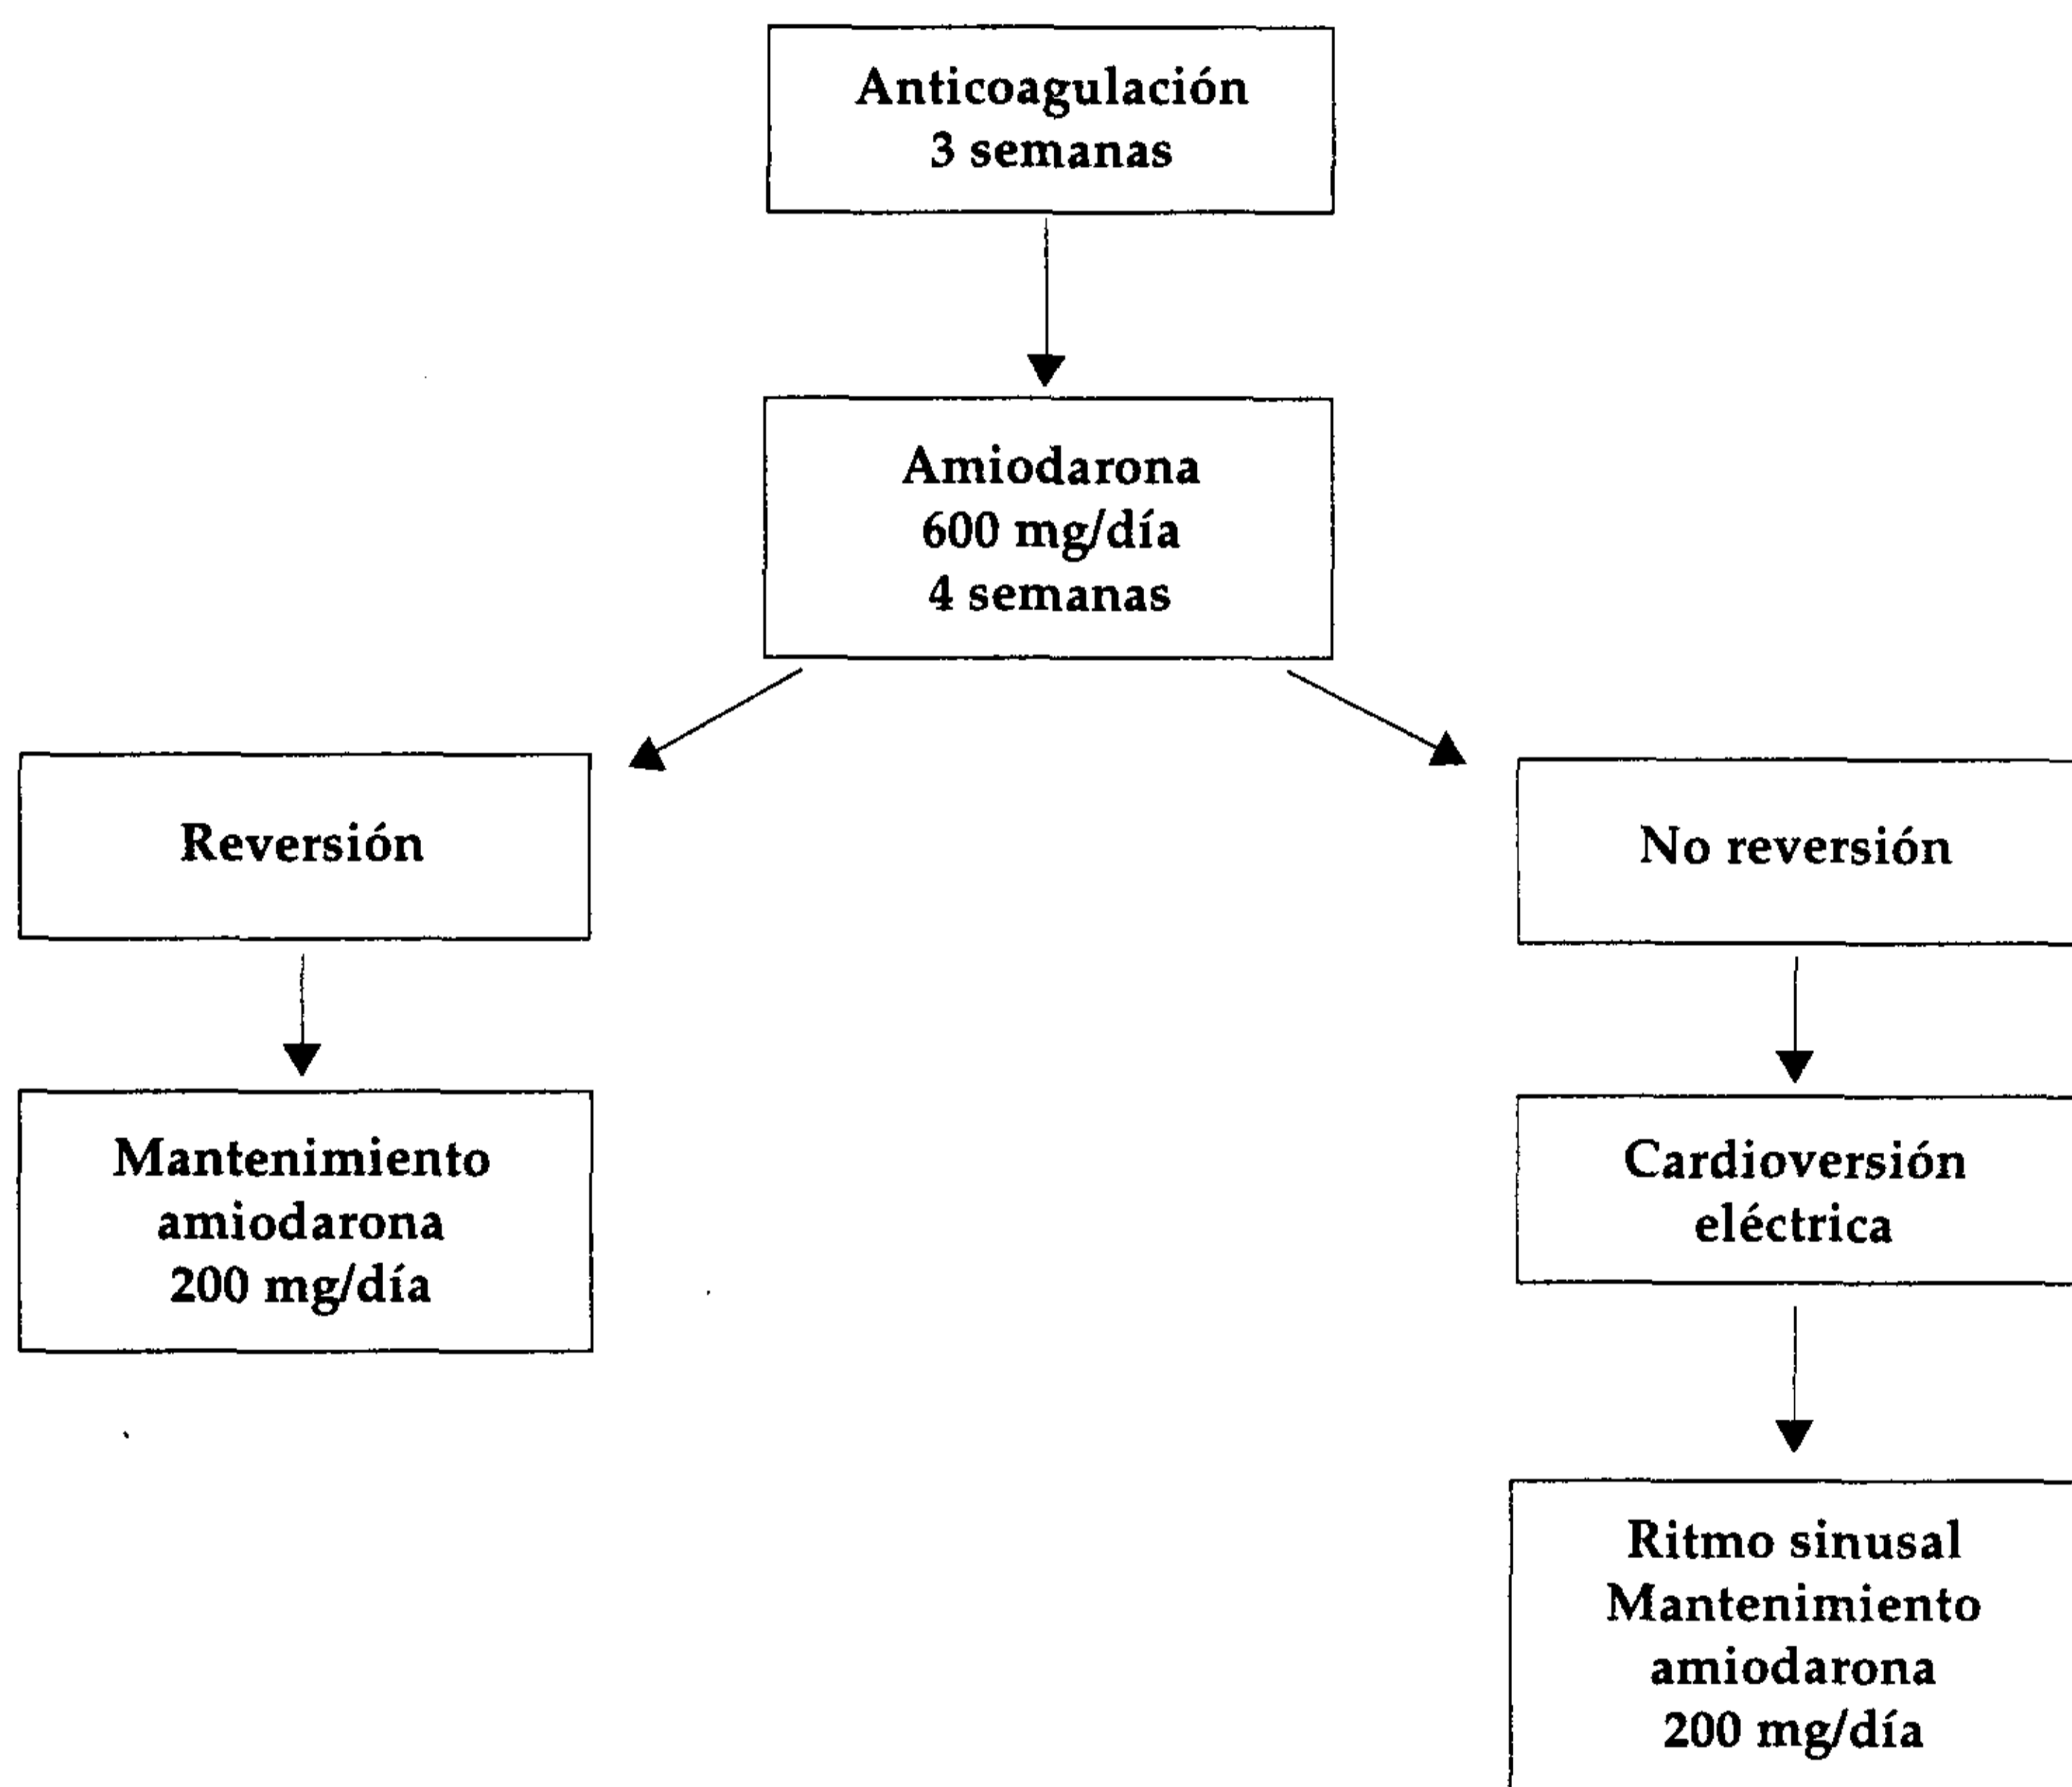 Anticoagulación
3 semanas
Amiodarona
600 mg/día
4 semanas
Reversión
No reversión
Mantenimiento
amiodarona
200 mg/día
Cardioversión
eléctrica
Ritmo sinusal
Mantenimiento
amiodarona
200 mg/día